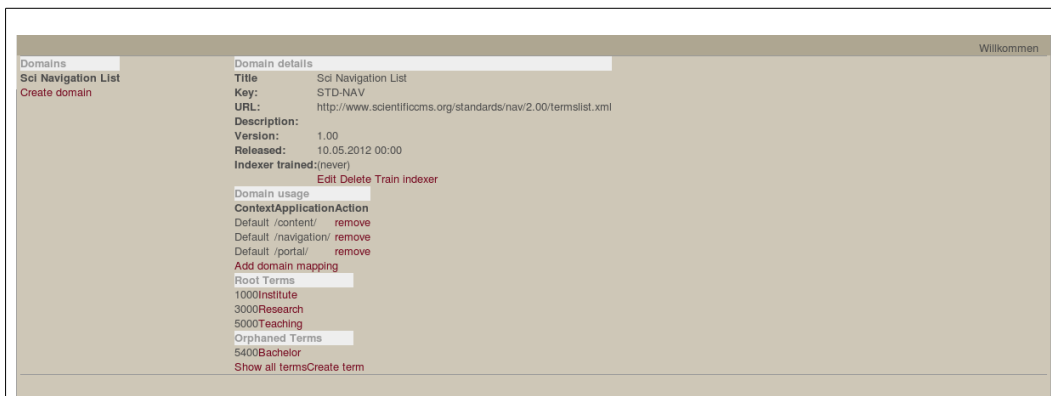 Willkommen
Domains
Sci Navigation List
Create domain
Domain details
Title Sci Navigation List
Key: STD-NAV
URL: http://www.scientificcms.org/standards/nav/2.00/termslist.xml
Description:
Version: 1.00
Released: 10.05.2012 00:00
Indexer trained:(never)
Edit Delete Train indexer
Domain usage
ContextApplicationAction
Default /content/ remove
Default /navigation/ remove
Default /portal/ remove
Add domain mapping
Root Terms
1000Institute
3000Research
5000Teaching
Orphaned Terms
5400Bachelor
Show all termsCreate term